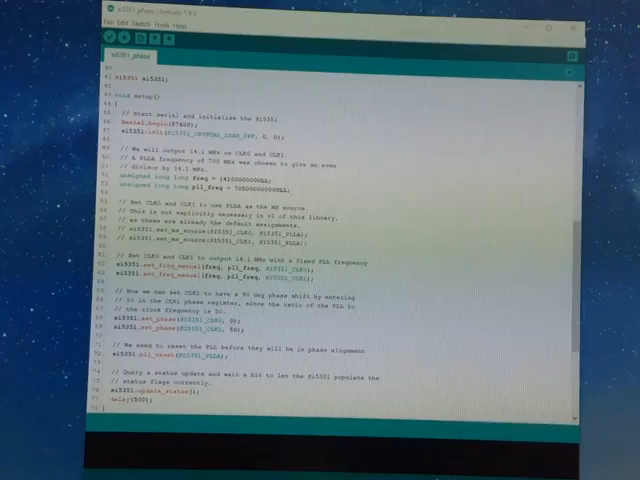 si5351_phase | Arduino 1.8.5
File Edit Sketch Tools Help
si5351_phase
Si5351 si5351;
void setup()
{
// Start serial and initialize the Si5351
Serial.begin(57600);
si5351.init(SI5351_CRYSTAL_LOAD_8PF, 0, 0);
// We will output 14.1 MHz on CLK0 and CLK1.
// A PLLA frequency of 705 MHz was chosen to give an even
// divisor by 14.1 MHz.
unsigned long long freq = 1410000000ULL;
unsigned long long pll_freq = 70500000000ULL;
// Set CLK0 and CLK1 to use PLLA as the MS source.
// This is not explicitly necessary in v2 of this library,
// as these are already the default assignments.
// si5351.set_ms_source(SI5351_CLK0, SI5351_PLLA);
// si5351.set_ms_source(SI5351_CLK1, SI5351_PLLA);
// Set CLK0 and CLK1 to output 14.1 MHz with a fixed PLL frequency
si5351.set_freq_manual(freq, pll_freq, SI5351_CLK0);
si5351.set_freq_manual(freq, pll_freq, SI5351_CLK1);
// Now we can set CLK1 to have a 90 deg phase shift by entering
// 50 in the CLK1 phase register, since the ratio of the PLL to
// the clock frequency is 50.
si5351.set_phase(SI5351_CLK0, 0);
si5351.set_phase(SI5351_CLK1, 50);
// We need to reset the PLL before they will be in phase alignment
si5351.pll_reset(SI5351_PLLA);
// Query a status update and wait a bit to let the Si5351 populate the
// status flags correctly.
si5351.update_status();
delay(500);